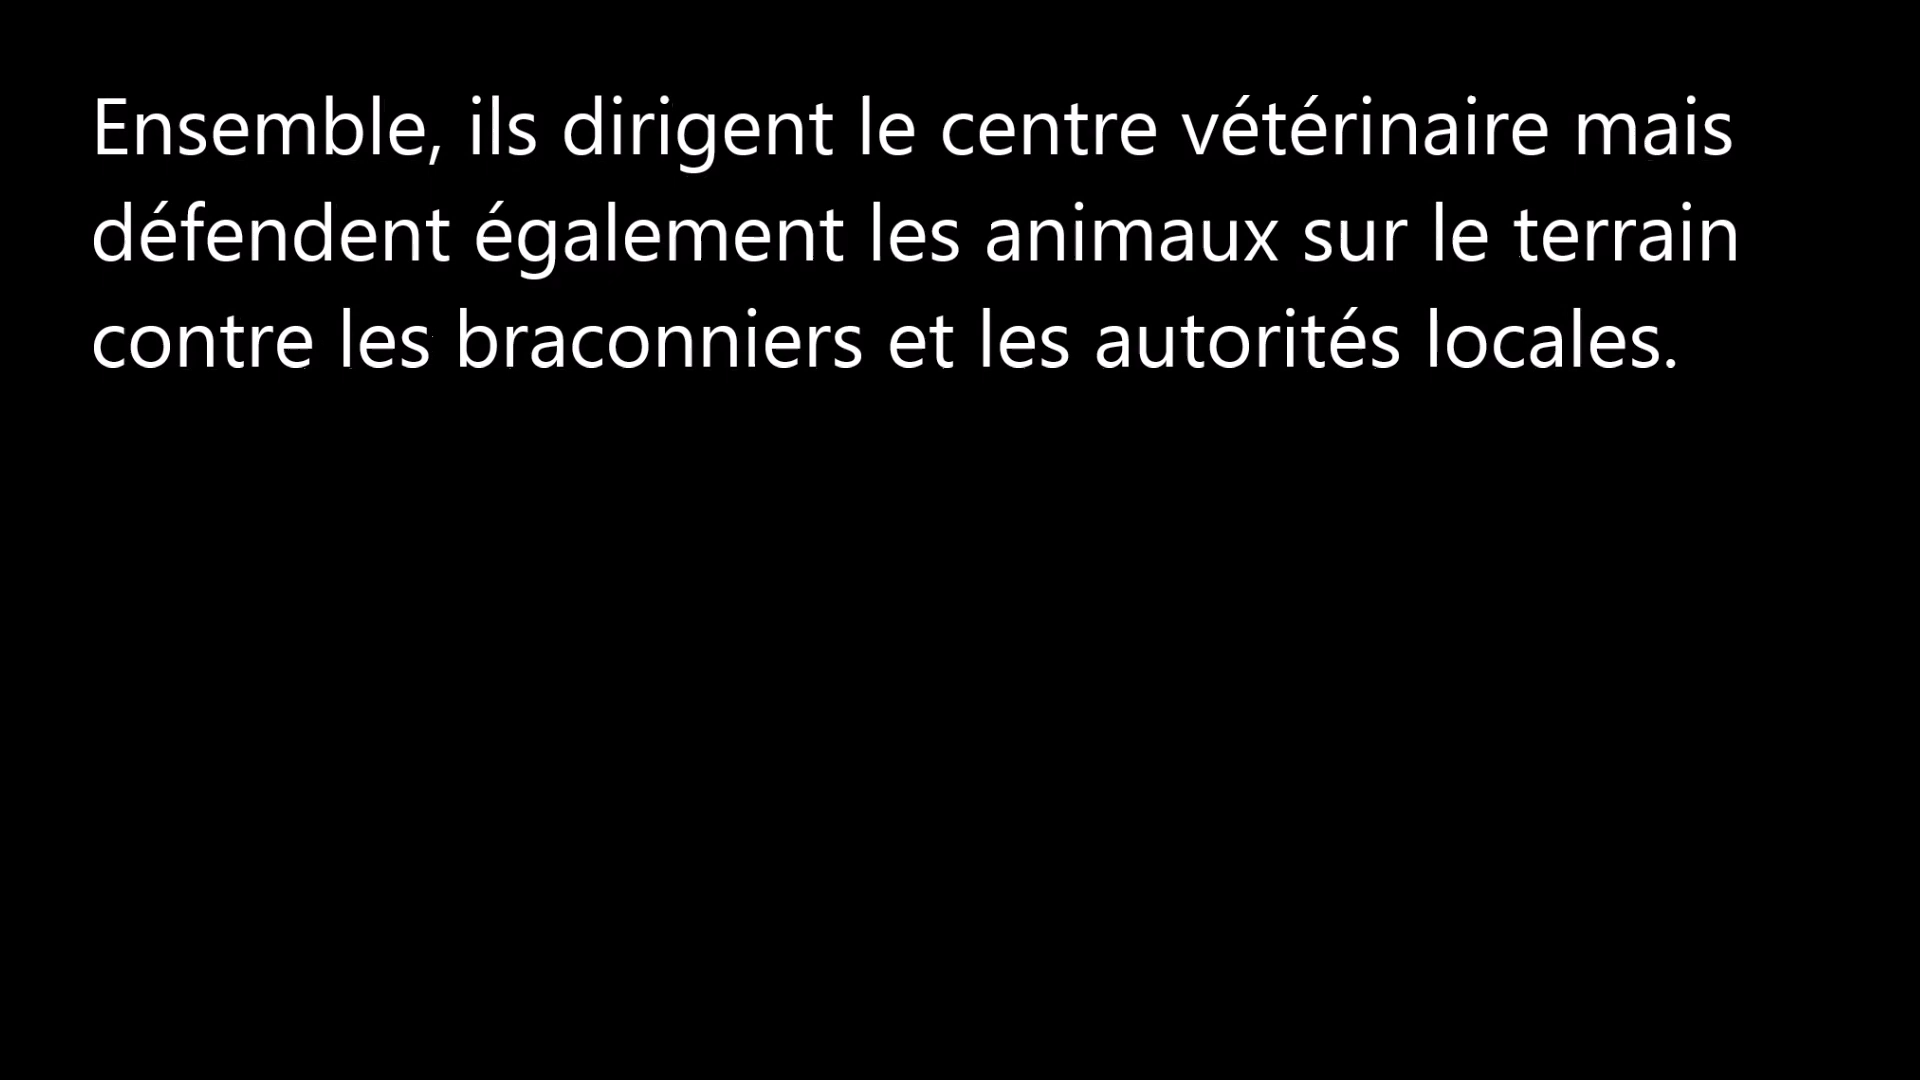 Ensemble, ils dirigent le centre vétérinaire mais
défendent également les animaux sur le terrain
contre les braconniers et les autorités locales.